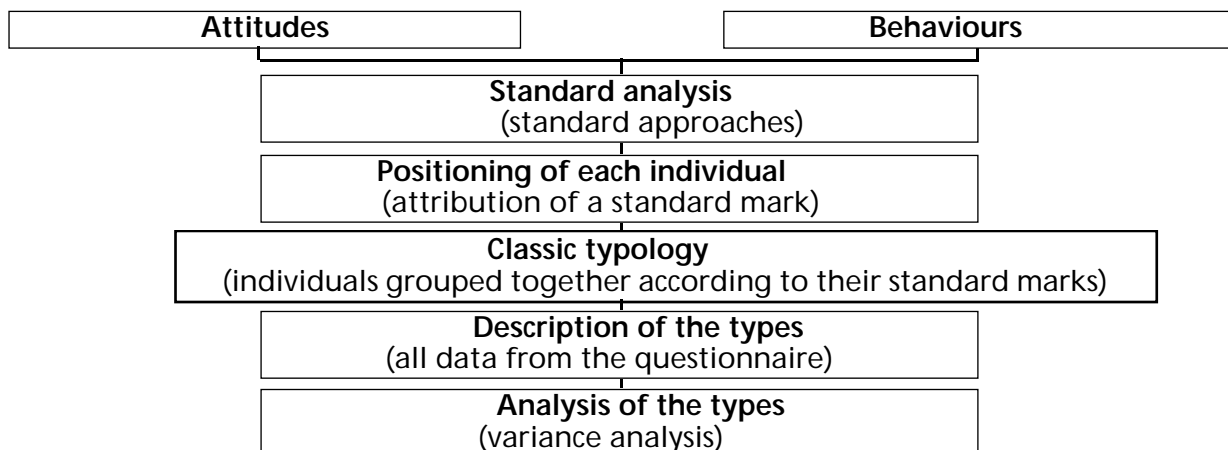 Attitudes
Behaviours
Standard analysis
(standard approaches)
Positioning of each individual
(attribution of a standard mark)
Classic typology
(individuals grouped together according to their standard marks)
Description of the types
(all data from the questionnaire)
Analysis of the types
(variance analysis)